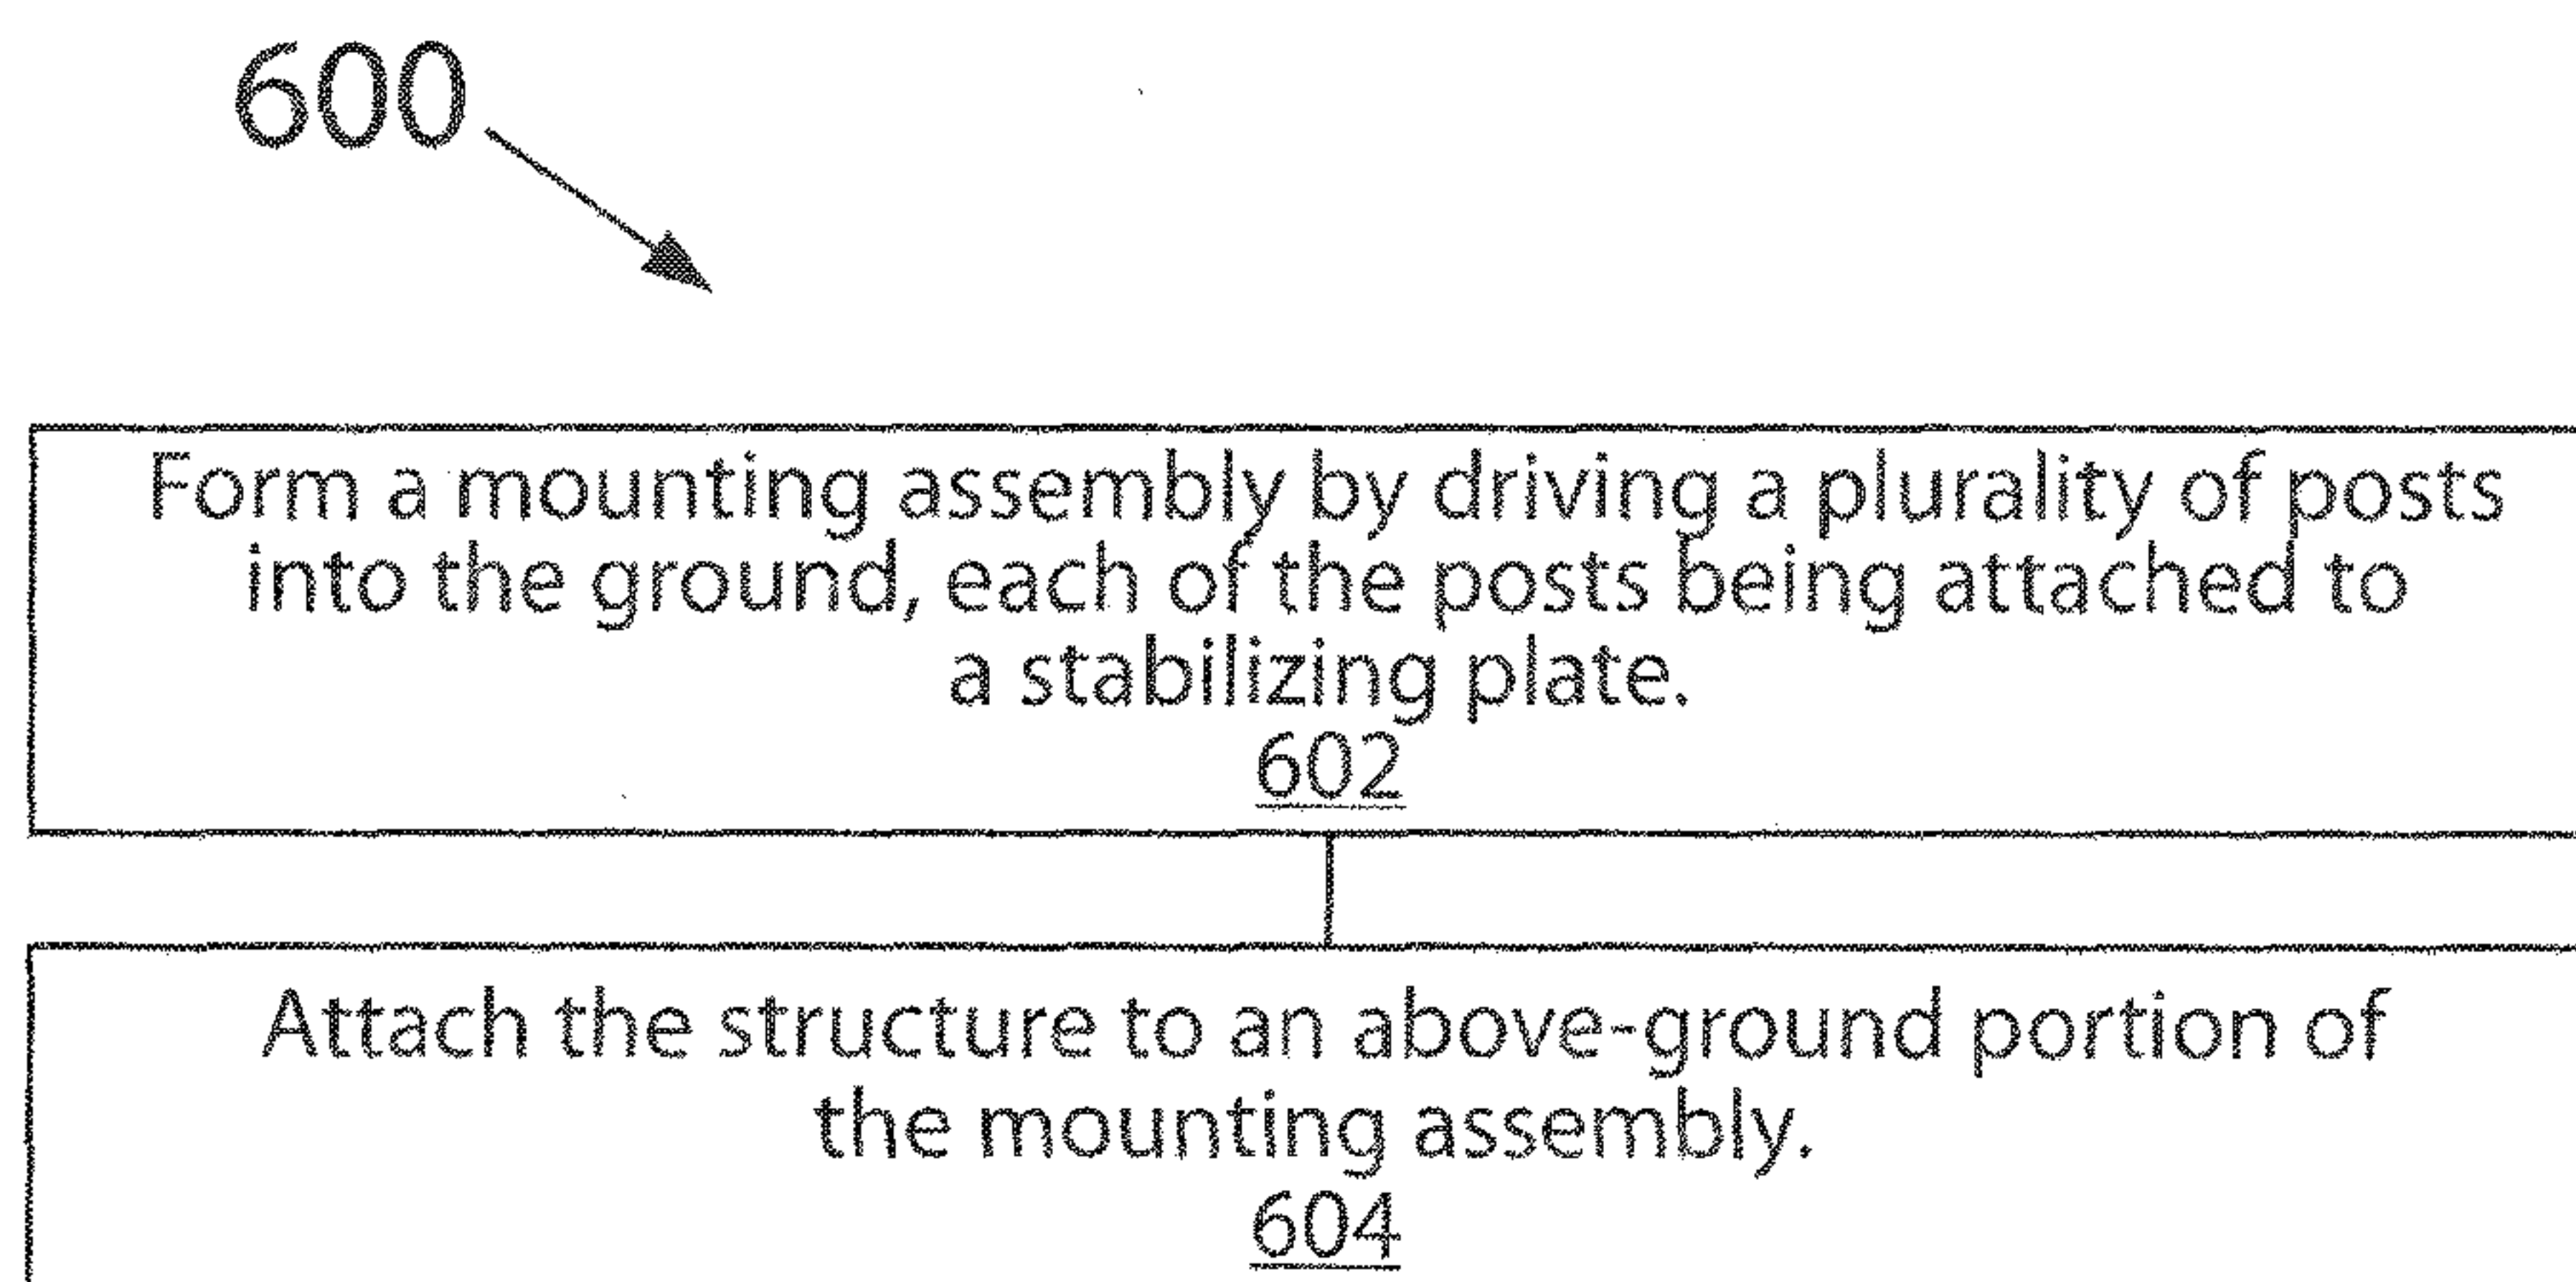 600
Form a mounting assembly by driving a plurality of posts
into the ground, each of the posts being attached to
a stabilizing plate.
602
Attach the structure to an above-ground portion of
the mounting assembly.
604